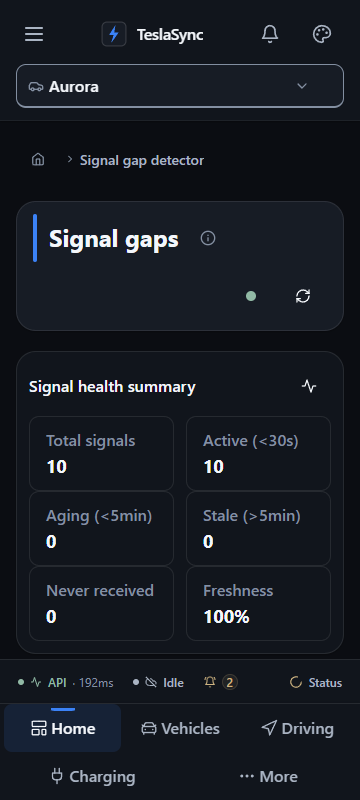 TeslaSync
Aurora
Signal gap detector
Signal gaps
Signal health summary
Total signals
10
Active (<30s)
10
Aging (<5min)
0
Stale (>5min)
0
Never received
0
Freshness
100%
API · 192ms Idle 2 Status
Home Vehicles Driving
Charging More